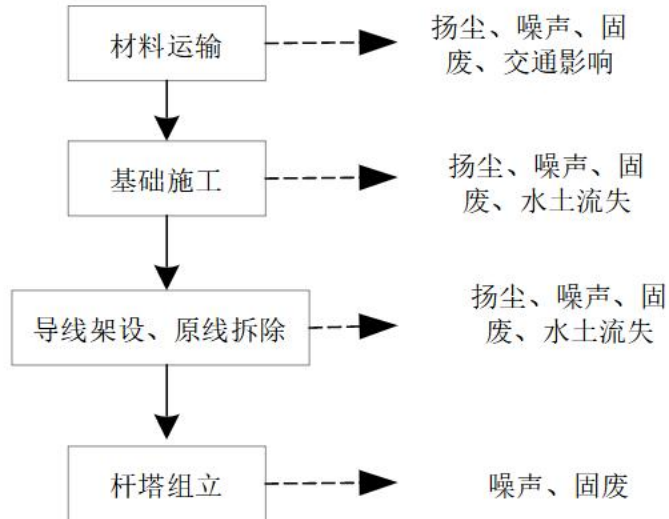 材料运输
扬尘、噪声、固
废、交通影响
基础施工
扬尘、噪声、固
废、水土流失
导线架设、原线拆除
扬尘、噪声、固
废、水土流失
杆塔组立
噪声、固废